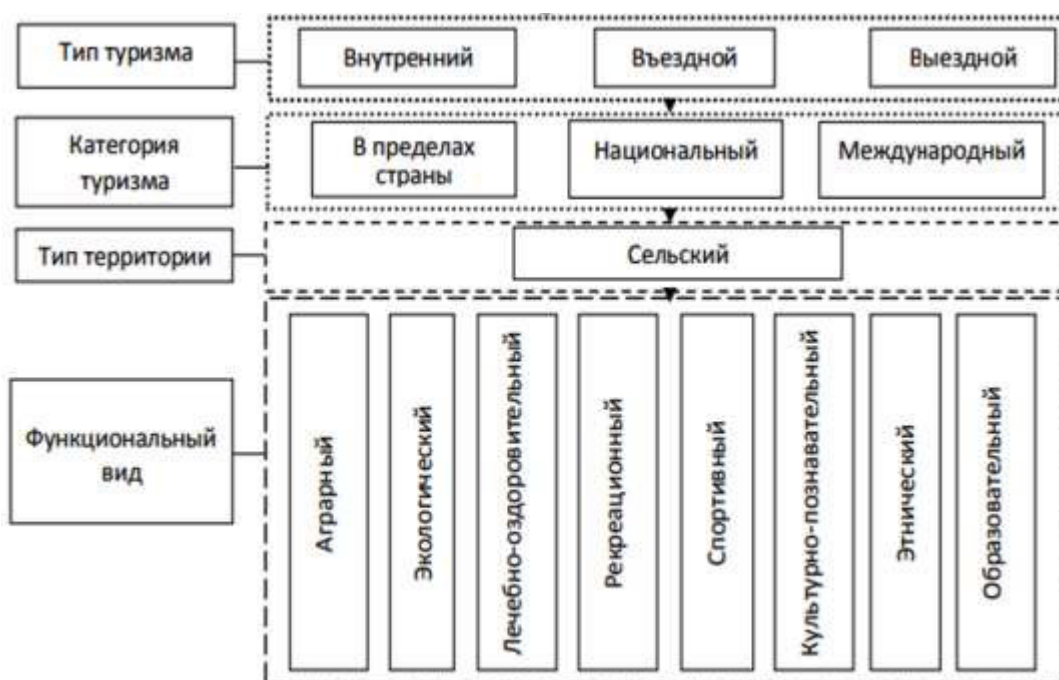 Тип туризма
Внутренний
Въездной
Выездной
Категория
туризма
В пределах
страны
Национальный
Международный
Тип территории
Сельский
Функциональный
вид
Аграрный
Экологический
Лечебно-оздоровительный
Рекреационный
Спортивный
Культурно-познавательный
Этнический
Образовательный